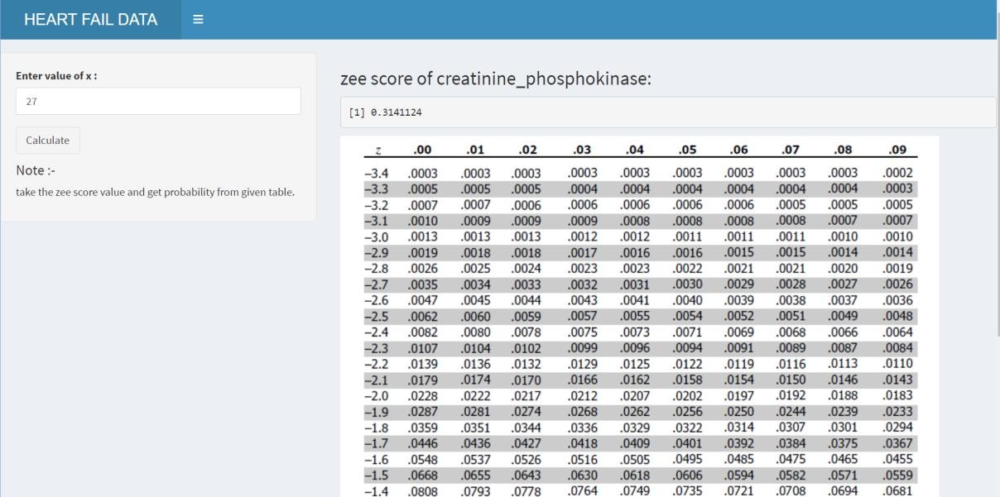 HEART FAIL DATA
Enter value of x :
27
Calculate
Note :-
take the zee score value and get probability from given table.
zee score of creatinine_phosphokinase:
[1] 0.3141124
z .00 .01 .02 .03 .04 .05 .06 .07 .08 .09
−3.4 .0003 .0003 .0003 .0003 .0003 .0003 .0003 .0003 .0003 .0002
−3.3 .0005 .0005 .0005 .0004 .0004 .0004 .0004 .0004 .0004 .0003
−3.2 .0007 .0007 .0006 .0006 .0006 .0006 .0006 .0005 .0005 .0005
−3.1 .0010 .0009 .0009 .0009 .0008 .0008 .0008 .0008 .0007 .0007
−3.0 .0013 .0013 .0013 .0012 .0012 .0011 .0011 .0011 .0010 .0010
−2.9 .0019 .0018 .0018 .0017 .0016 .0016 .0015 .0015 .0014 .0014
−2.8 .0026 .0025 .0024 .0023 .0023 .0022 .0021 .0021 .0020 .0019
−2.7 .0035 .0034 .0033 .0032 .0031 .0030 .0029 .0028 .0027 .0026
−2.6 .0047 .0045 .0044 .0043 .0041 .0040 .0039 .0038 .0037 .0036
−2.5 .0062 .0060 .0059 .0057 .0055 .0054 .0052 .0051 .0049 .0048
−2.4 .0082 .0080 .0078 .0075 .0073 .0071 .0069 .0068 .0066 .0064
−2.3 .0107 .0104 .0102 .0099 .0096 .0094 .0091 .0089 .0087 .0084
−2.2 .0139 .0136 .0132 .0129 .0125 .0122 .0119 .0116 .0113 .0110
−2.1 .0179 .0174 .0170 .0166 .0162 .0158 .0154 .0150 .0146 .0143
−2.0 .0228 .0222 .0217 .0212 .0207 .0202 .0197 .0192 .0188 .0183
−1.9 .0287 .0281 .0274 .0268 .0262 .0256 .0250 .0244 .0239 .0233
−1.8 .0359 .0351 .0344 .0336 .0329 .0322 .0314 .0307 .0301 .0294
−1.7 .0446 .0436 .0427 .0418 .0409 .0401 .0392 .0384 .0375 .0367
−1.6 .0548 .0537 .0526 .0516 .0505 .0495 .0485 .0475 .0465 .0455
−1.5 .0668 .0655 .0643 .0630 .0618 .0606 .0594 .0582 .0571 .0559
−1.4 .0808 .0793 .0778 .0764 .0749 .0735 .0721 .0708 .0694 .0681